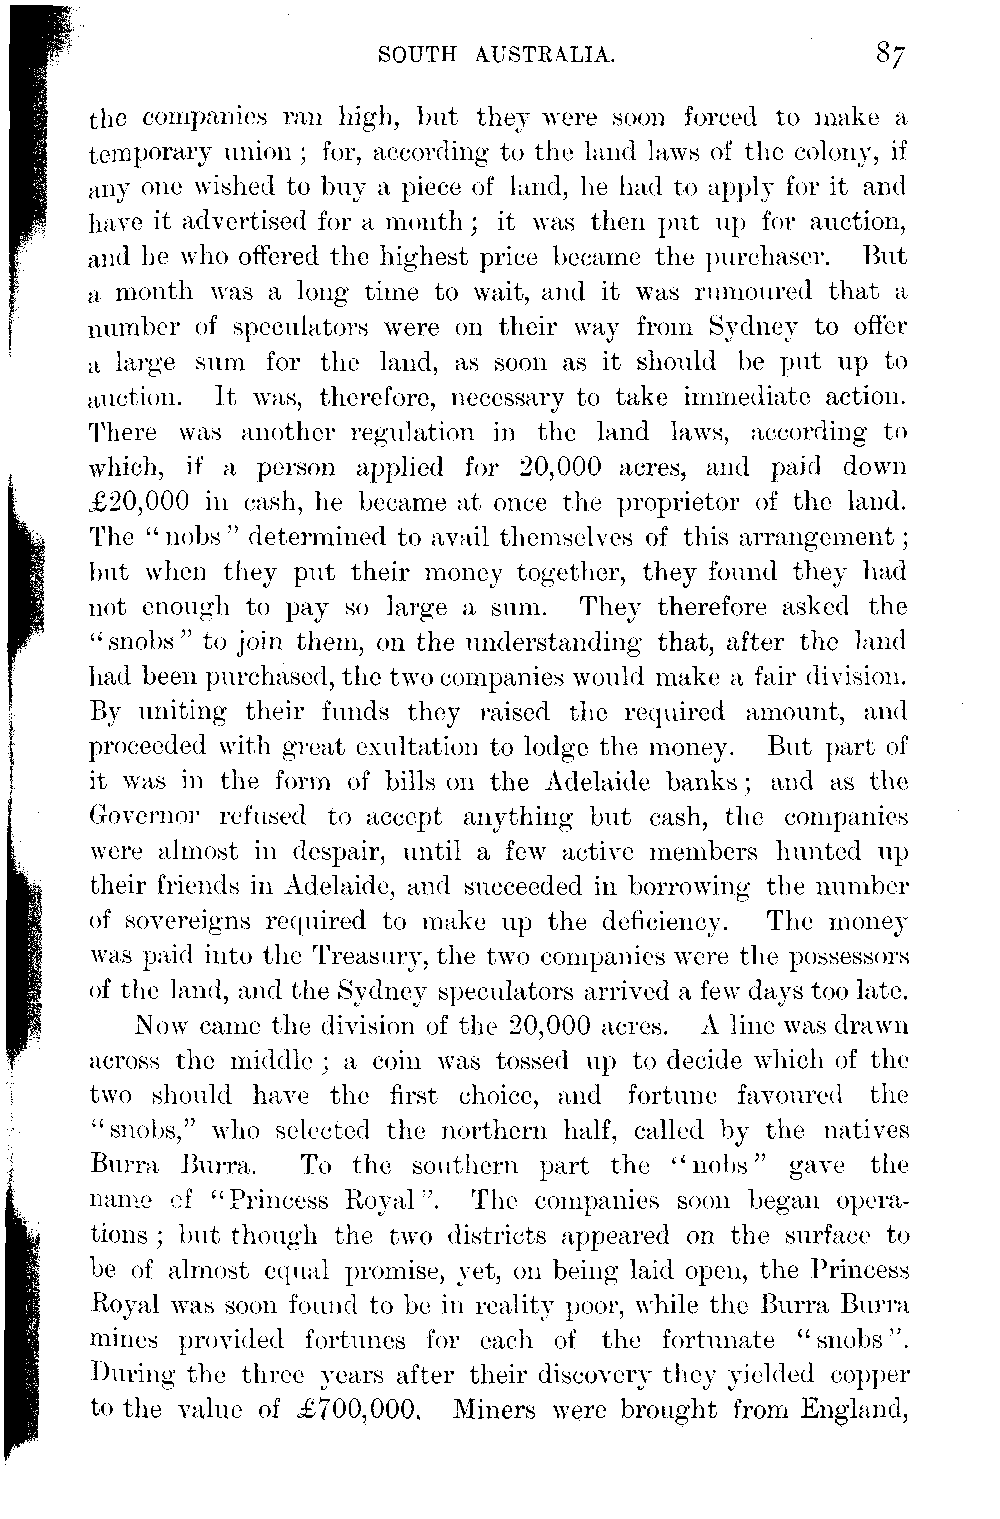 SOUTH AUSTRALIA. 87
the companies ran high, but they were soon forced to make a
temporary union ; for, according to the land laws of the colony, if
any one wished to buy a piece of land, he had to apply for it and
have it advertised for a month ; it was then put up for auction,
and he who offered the highest price became the purchaser. But
a month was a long time to wait, and it was rumoured that a
number of speculators were on their way from Sydney to offer
a large sum for the land, as soon as it should be put up to
auction. It was, therefore, necessary to take immediate action.
There was another regulation in the land laws, according to
which, if a person applied for 20,000 acres, and paid down
£20,000 in cash, he became at once the proprietor of the land.
The “nobs” determined to avail themselves of this arrangement ;
but when they put their money together, they found they had
not enough to pay so large a sum. They therefore asked the
“snobs” to join them, on the understanding that, after the land
had been purchased, the two companies would make a fair division.
By uniting their funds they raised the required amount, and
proceeded with great exultation to lodge the money. But part of
it was in the form of bills on the Adelaide banks ; and as the
Governor refused to accept anything but cash, the companies
were almost in despair, until a few active members hunted up
their friends in Adelaide, and succeeded in borrowing the number
of sovereigns required to make up the deficiency. The money
was paid into the Treasury, the two companies were the possessors
of the land, and the Sydney speculators arrived a few days too late.
Now came the division of the 20,000 acres. A line was drawn
across the middle ; a coin was tossed up to decide which of the
two should have the first choice, and fortune favoured the
“snobs,” who selected the northern half, called by the natives
Burra Burra. To the southern part the “nobs” gave the
name of “Princess Royal”. The companies soon began opera-
tions ; but though the two districts appeared on the surface to
be of almost equal promise, yet, on being laid open, the Princess
Royal was soon found to be in reality poor, while the Burra Burra
mines provided fortunes for each of the fortunate “snobs”.
During the three years after their discovery they yielded copper
to the value of £700,000. Miners were brought from England,